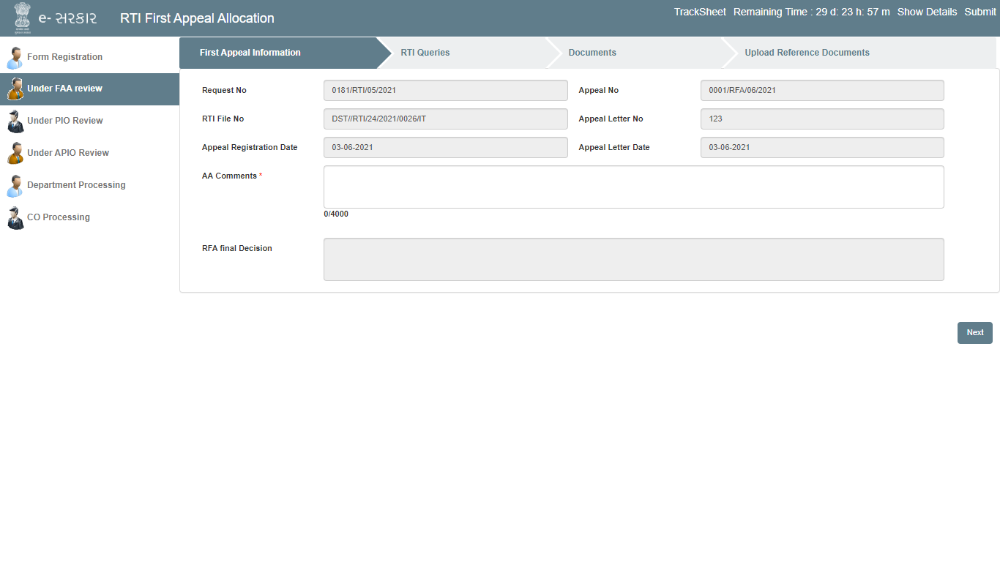 e- સરકાર RTI First Appeal Allocation TrackSheet Remaining Time : 29 d: 23 h: 57 m Show Details Submit
Form Registration
Under FAA review
Under PIO Review
Under APIO Review
Department Processing
CO Processing
First Appeal Information RTI Queries Documents Upload Reference Documents
Request No 0181/RTI/05/2021 Appeal No 0001/RFA/06/2021
RTI File No DST//RTI/24/2021/0026/IT Appeal Letter No 123
Appeal Registration Date 03-06-2021 Appeal Letter Date 03-06-2021
AA Comments *
0/4000
RFA final Decision
Next